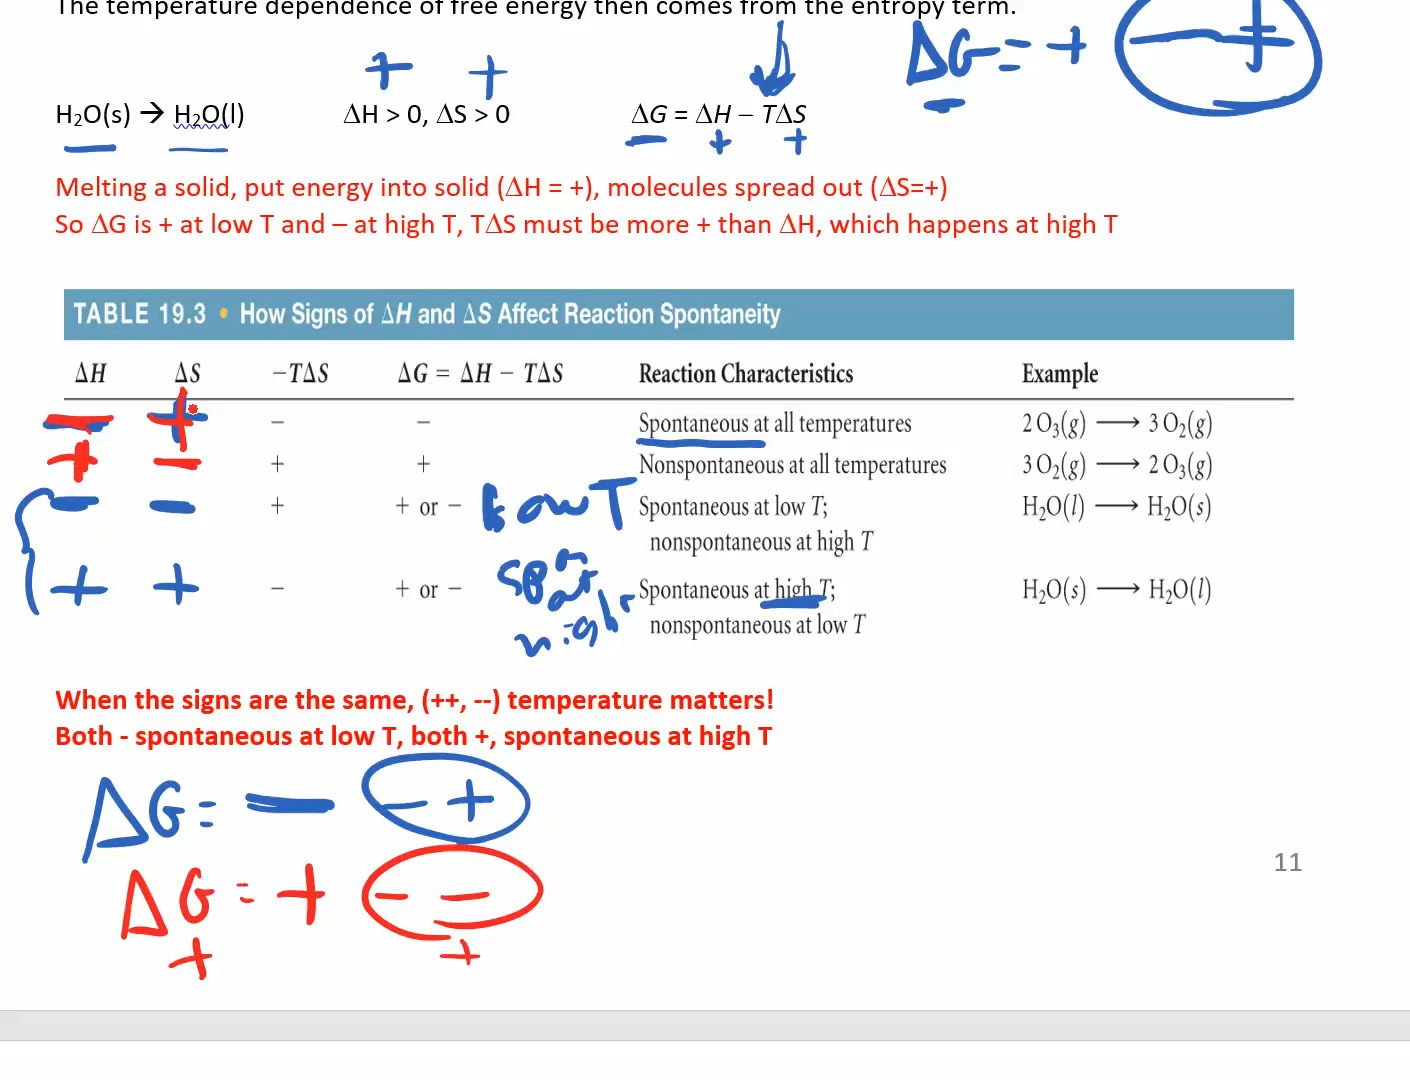 The temperature dependence of free energy then comes from the entropy term.
ΔG = + − +
+ +
H₂O(s) → H₂O(l) ΔH > 0, ΔS > 0 ΔG = ΔH – TΔS
+ +
Melting a solid, put energy into solid (ΔH = +), molecules spread out (ΔS=+)
So ΔG is + at low T and – at high T, TΔS must be more + than ΔH, which happens at high T
TABLE 19.3 • How Signs of ΔH and ΔS Affect Reaction Spontaneity
ΔH ΔS −TΔS ΔG = ΔH − TΔS Reaction Characteristics Example
− + − − Spontaneous at all temperatures 2 O₃(g) ⟶ 3 O₂(g)
+ − + + Nonspontaneous at all temperatures 3 O₂(g) ⟶ 2 O₃(g)
− − + + or − low T Spontaneous at low T; H₂O(l) ⟶ H₂O(s)
nonspontaneous at high T
+ + − + or − Spontaneous at high T; H₂O(s) ⟶ H₂O(l)
nonspontaneous at low T
When the signs are the same, (++, --) temperature matters!
Both - spontaneous at low T, both +, spontaneous at high T
ΔG = − − +
ΔG = + − −
+ +
11